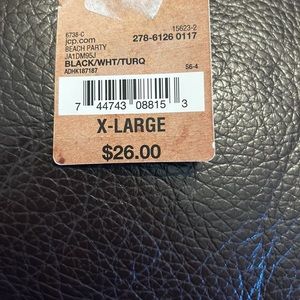 6738-C 15623-2
jcp.com 278-6126 0117
BEACH PARTY
JA1DM95J
BLACK/WHT/TURQ
ADHK187187 S6-4
7 44743 08815 3
X-LARGE
$26.00